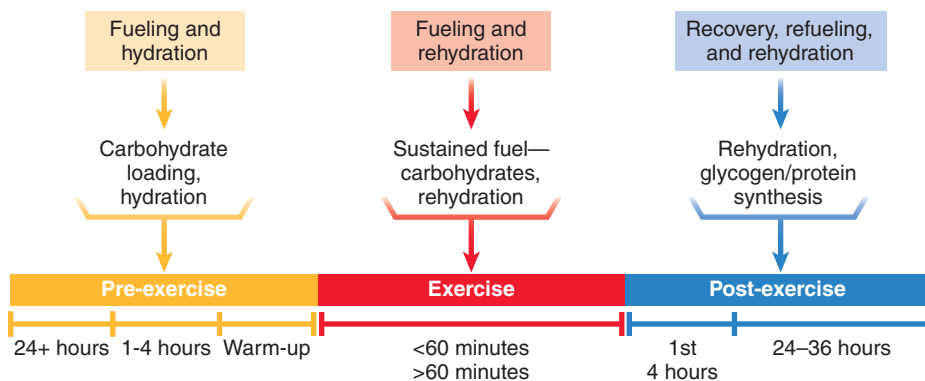 Fueling and
hydration
Fueling and
rehydration
Recovery, refueling,
and rehydration
Carbohydrate
loading,
hydration
Sustained fuel—
carbohydrates,
rehydration
Rehydration,
glycogen/protein
synthesis
Pre-exercise
Exercise
Post-exercise
24+ hours
1-4 hours
Warm-up
<60 minutes
>60 minutes
1st
4 hours
24–36 hours